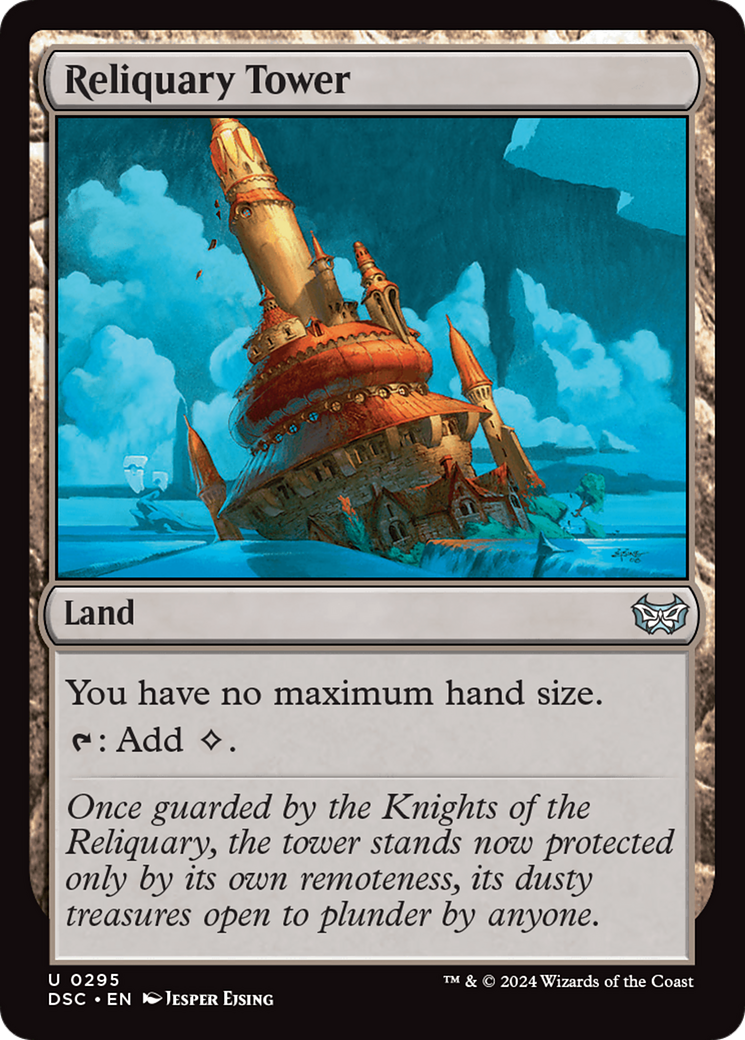 Reliquary Tower
Land
You have no maximum hand size.
: Add .
Once guarded by the Knights of the
Reliquary, the tower stands now protected
only by its own remoteness, its dusty
treasures open to plunder by anyone.
U 0295
DSC • EN Jesper Ejsing
™ & © 2024 Wizards of the Coast